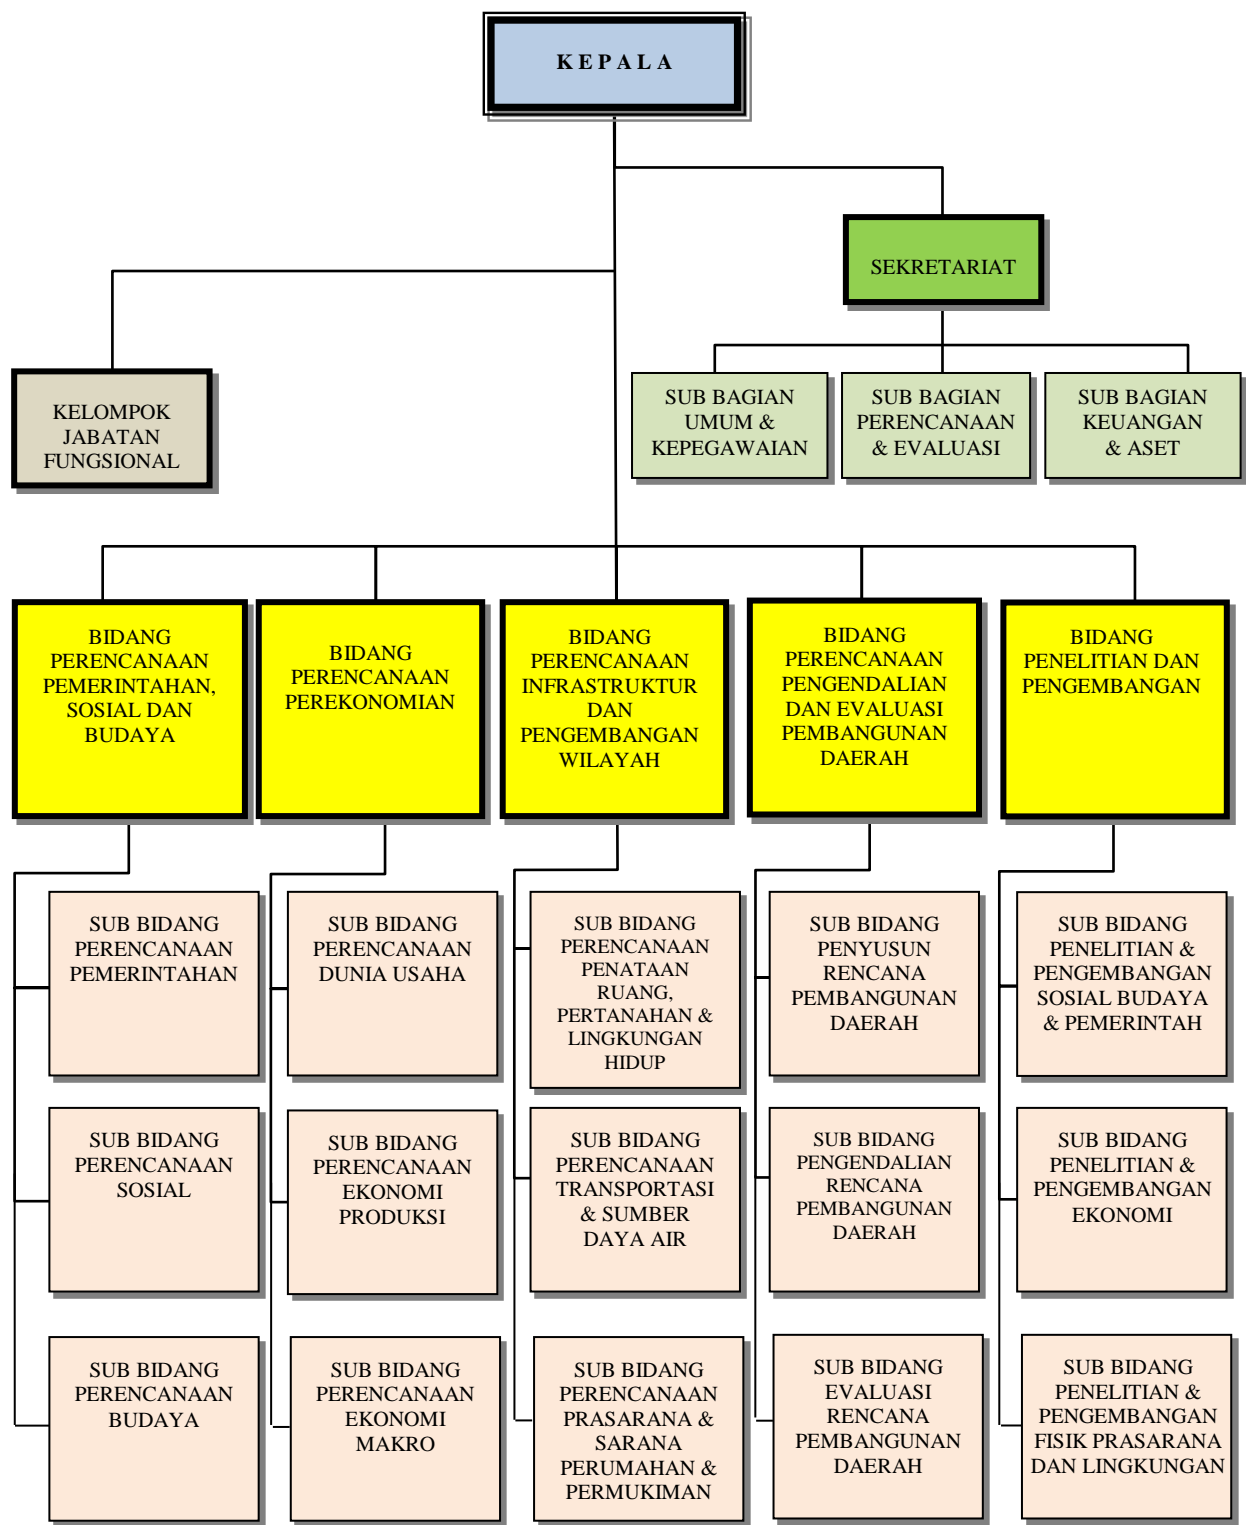 K E P A L A
SEKRETARIAT
KELOMPOK
JABATAN
FUNGSIONAL
SUB BAGIAN
UMUM &
KEPEGAWAIAN
SUB BAGIAN
PERENCANAAN
& EVALUASI
SUB BAGIAN
KEUANGAN
& ASET
BIDANG
PERENCANAAN
PEMERINTAHAN,
SOSIAL DAN
BUDAYA
BIDANG
PERENCANAAN
PEREKONOMIAN
BIDANG
PERENCANAAN
INFRASTRUKTUR
DAN
PENGEMBANGAN
WILAYAH
BIDANG
PERENCANAAN
PENGENDALIAN
DAN EVALUASI
PEMBANGUNAN
DAERAH
BIDANG
PENELITIAN DAN
PENGEMBANGAN
SUB BIDANG
PERENCANAAN
PEMERINTAHAN
SUB BIDANG
PERENCANAAN
DUNIA USAHA
SUB BIDANG
PERENCANAAN
PENATAAN
RUANG,
PERTANAHAN &
LINGKUNGAN
HIDUP
SUB BIDANG
PENYUSUN
RENCANA
PEMBANGUNAN
DAERAH
SUB BIDANG
PENELITIAN &
PENGEMBANGAN
SOSIAL BUDAYA
& PEMERINTAH
SUB BIDANG
PERENCANAAN
SOSIAL
SUB BIDANG
PERENCANAAN
EKONOMI
PRODUKSI
SUB BIDANG
PERENCANAAN
TRANSPORTASI
& SUMBER
DAYA AIR
SUB BIDANG
PENGENDALIAN
RENCANA
PEMBANGUNAN
DAERAH
SUB BIDANG
PENELITIAN &
PENGEMBANGAN
EKONOMI
SUB BIDANG
PERENCANAAN
BUDAYA
SUB BIDANG
PERENCANAAN
EKONOMI
MAKRO
SUB BIDANG
PERENCANAAN
PRASARANA &
SARANA
PERUMAHAN &
PERMUKIMAN
SUB BIDANG
EVALUASI
RENCANA
PEMBANGUNAN
DAERAH
SUB BIDANG
PENELITIAN &
PENGEMBANGAN
FISIK PRASARANA
DAN LINGKUNGAN